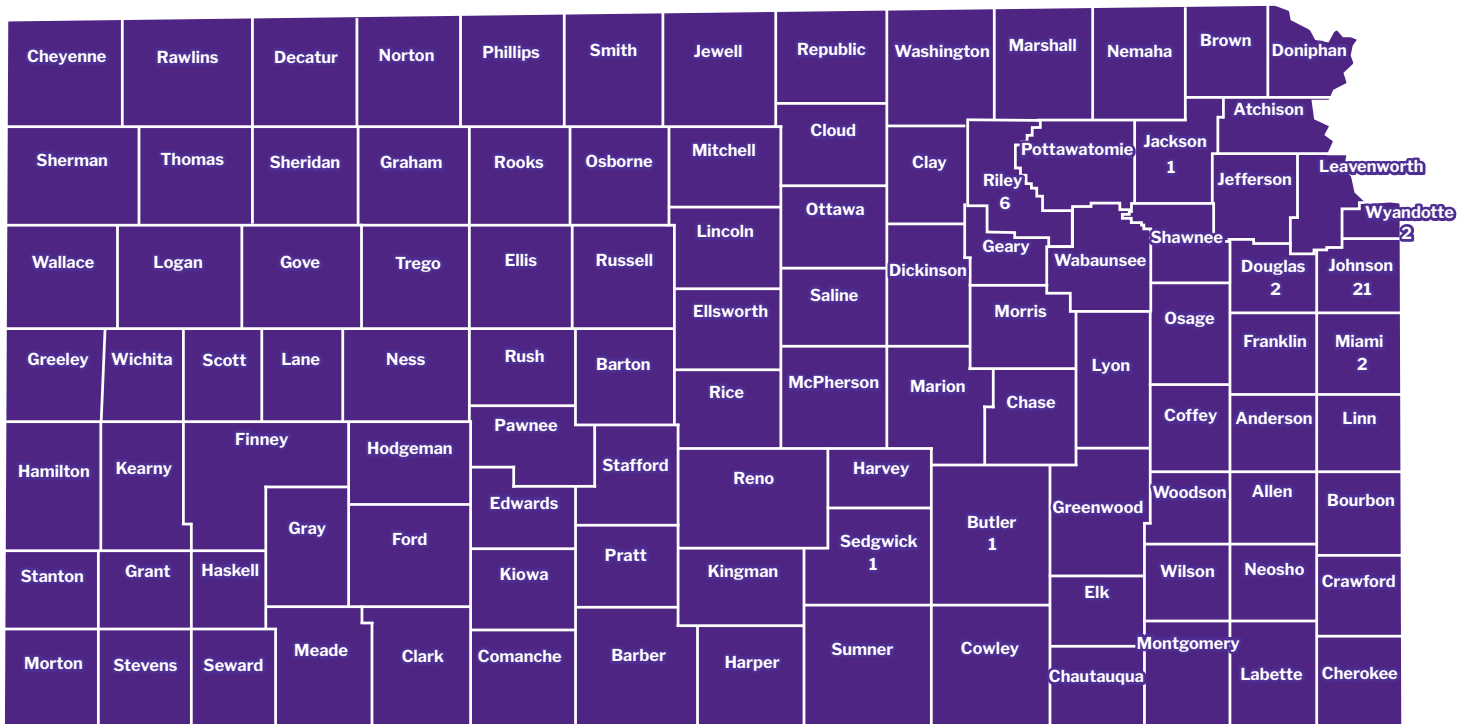 Cheyenne
Rawlins
Decatur
Norton
Phillips
Smith
Jewell
Republic
Washington
Marshall
Nemaha
Brown
Doniphan
Sherman
Thomas
Sheridan
Graham
Rooks
Osborne
Mitchell
Cloud
Clay
Riley
6
Pottawatomie
Jackson
1
Atchison
Jefferson
Leavenworth
Wyandotte
2
Wallace
Logan
Gove
Trego
Ellis
Russell
Lincoln
Ottawa
Dickinson
Geary
Wabaunsee
Shawnee
Douglas
2
Johnson
21
Ellsworth
Saline
Morris
Osage
Franklin
Miami
2
Greeley
Wichita
Scott
Lane
Ness
Rush
Barton
Rice
McPherson
Marion
Chase
Lyon
Coffey
Anderson
Linn
Hamilton
Kearny
Finney
Hodgeman
Pawnee
Stafford
Reno
Harvey
Butler
1
Greenwood
Woodson
Allen
Bourbon
Gray
Ford
Edwards
Pratt
Kingman
Sedgwick
1
Stanton
Grant
Haskell
Kiowa
Elk
Wilson
Neosho
Crawford
Morton
Stevens
Seward
Meade
Clark
Comanche
Barber
Harper
Sumner
Cowley
Chautauqua
Montgomery
Labette
Cherokee